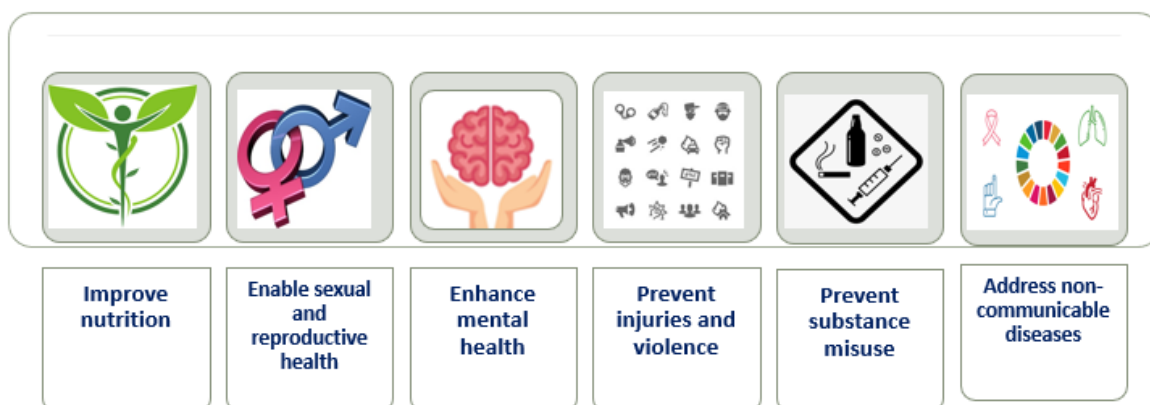 Improve
nutrition
Enable sexual
and
reproductive
health
Enhance
mental
health
Prevent
injuries and
violence
Prevent
substance
misuse
Address non-
communicable
diseases